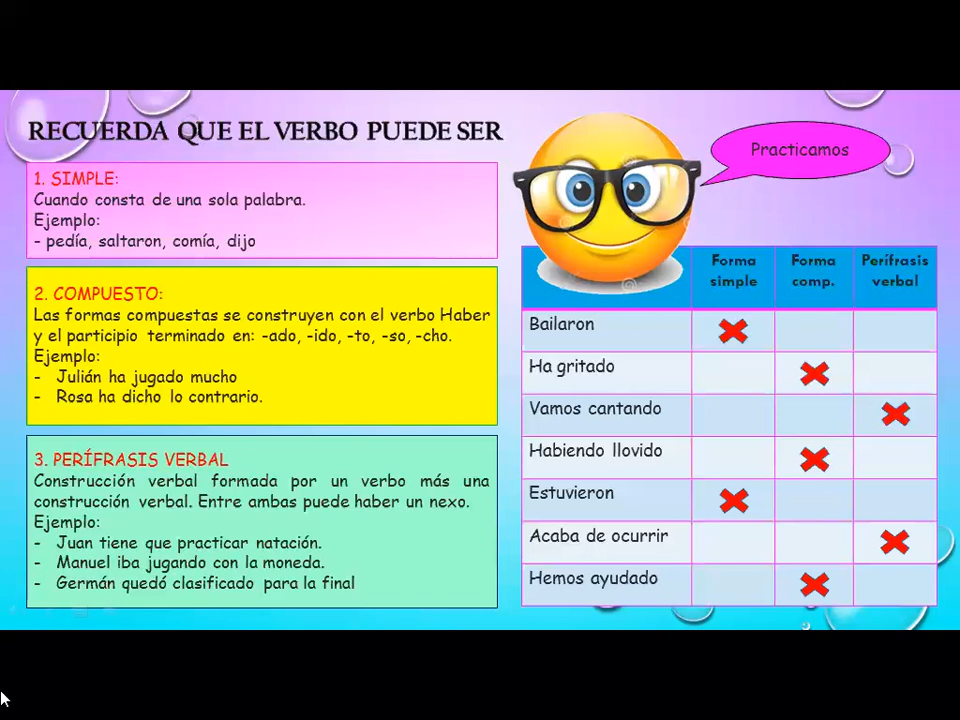 RECUERDA QUE EL VERBO PUEDE SER
1. SIMPLE:
Cuando consta de una sola palabra.
Ejemplo:
- pedía, saltaron, comía, dijo
2. COMPUESTO:
Las formas compuestas se construyen con el verbo Haber
y el participio terminado en: -ado, -ido, -to, -so, -cho.
Ejemplo:
- Julián ha jugado mucho
- Rosa ha dicho lo contrario.
3. PERÍFRASIS VERBAL
Construcción verbal formada por un verbo más una
construcción verbal. Entre ambas puede haber un nexo.
Ejemplo:
- Juan tiene que practicar natación.
- Manuel iba jugando con la moneda.
- Germán quedó clasificado para la final
Practicamos
Forma simple
Forma comp.
Perífrasis verbal
Bailaron
Ha gritado
Vamos cantando
Habiendo llovido
Estuvieron
Acaba de ocurrir
Hemos ayudado